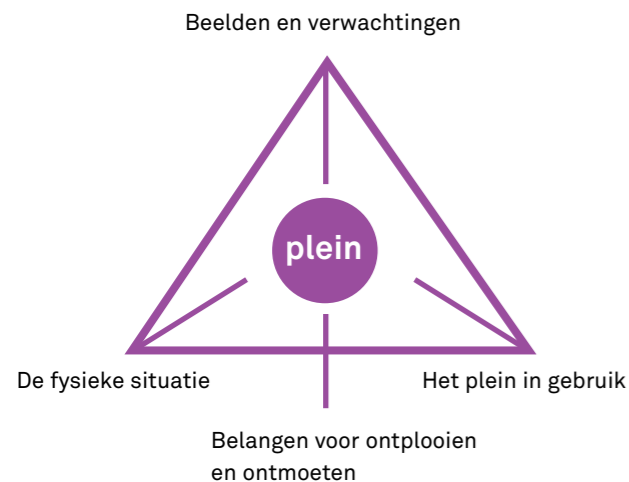 Beelden en verwachtingen
plein
De fysieke situatie
Het plein in gebruik
Belangen voor ontplooien
en ontmoeten